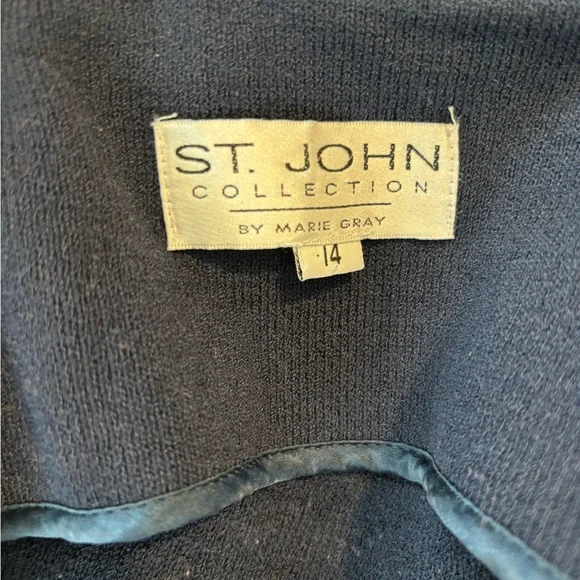 ST. JOHN
COLLECTION
BY MARIE GRAY
14